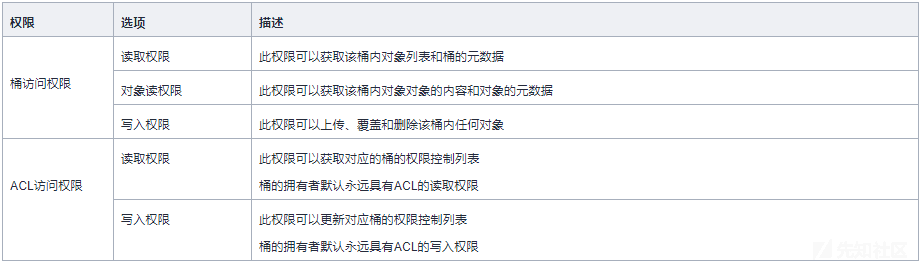 权限 选项 描述
桶访问权限
读取权限 此权限可以获取该桶内对象列表和桶的元数据
对象读权限 此权限可以获取该桶内对象对象的内容和对象的元数据
写入权限 此权限可以上传、覆盖和删除该桶内任何对象
ACL访问权限
读取权限 此权限可以获取对应的桶的权限控制列表
桶的拥有者默认永远具有ACL的读取权限
写入权限 此权限可以更新对应桶的权限控制列表
桶的拥有者默认永远具有ACL的写入权限
先知社区